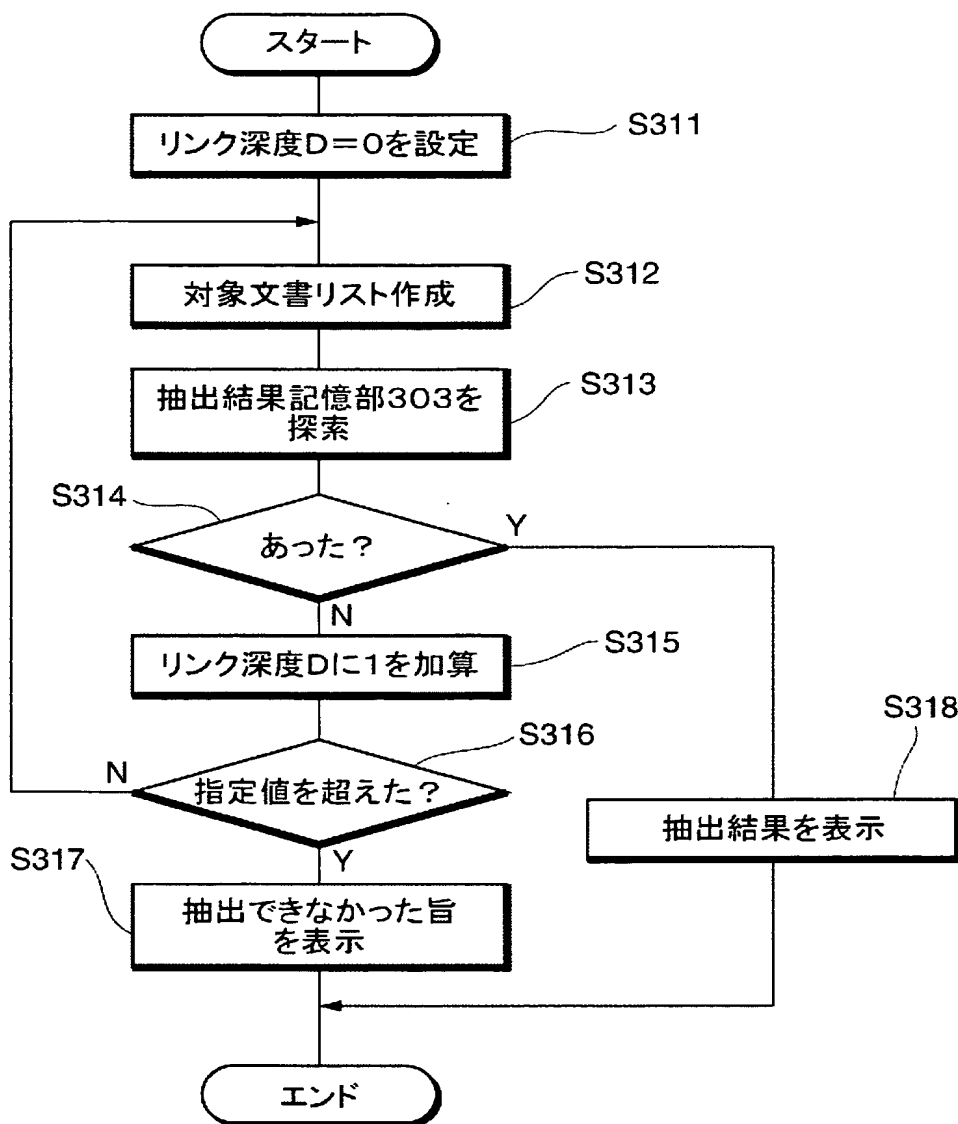 スタート
リンク深度D=0を設定
S311
対象文書リスト作成
S312
抽出結果記憶部303を
探索
S313
S314
あった?
Y
N
リンク深度Dに1を加算
S315
S316
指定値を超えた?
N
Y
S318
抽出結果を表示
S317
抽出できなかった旨
を表示
エンド